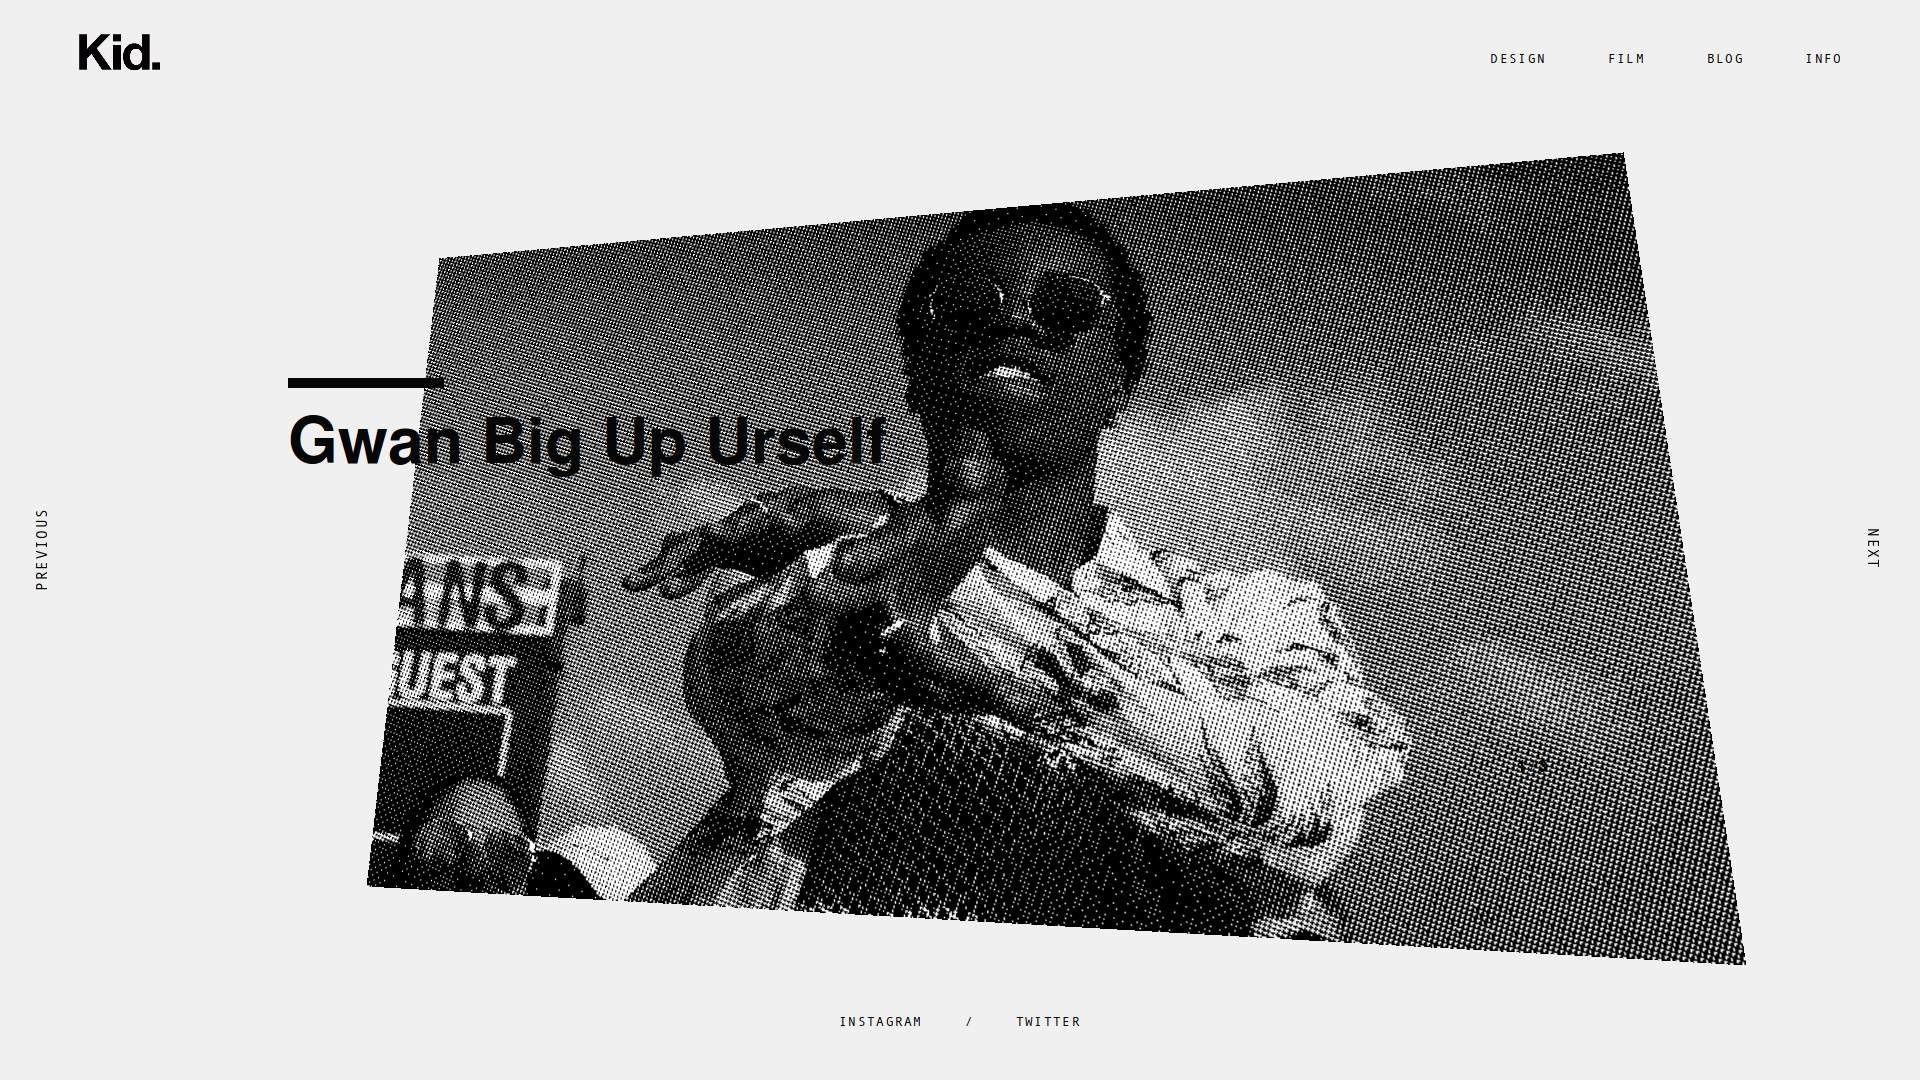 Kid.
DESIGN
FILM
BLOG
INFO
Gwan Big Up Urself
ANS
UEST
PREVIOUS
NEXT
INSTAGRAM / TWITTER